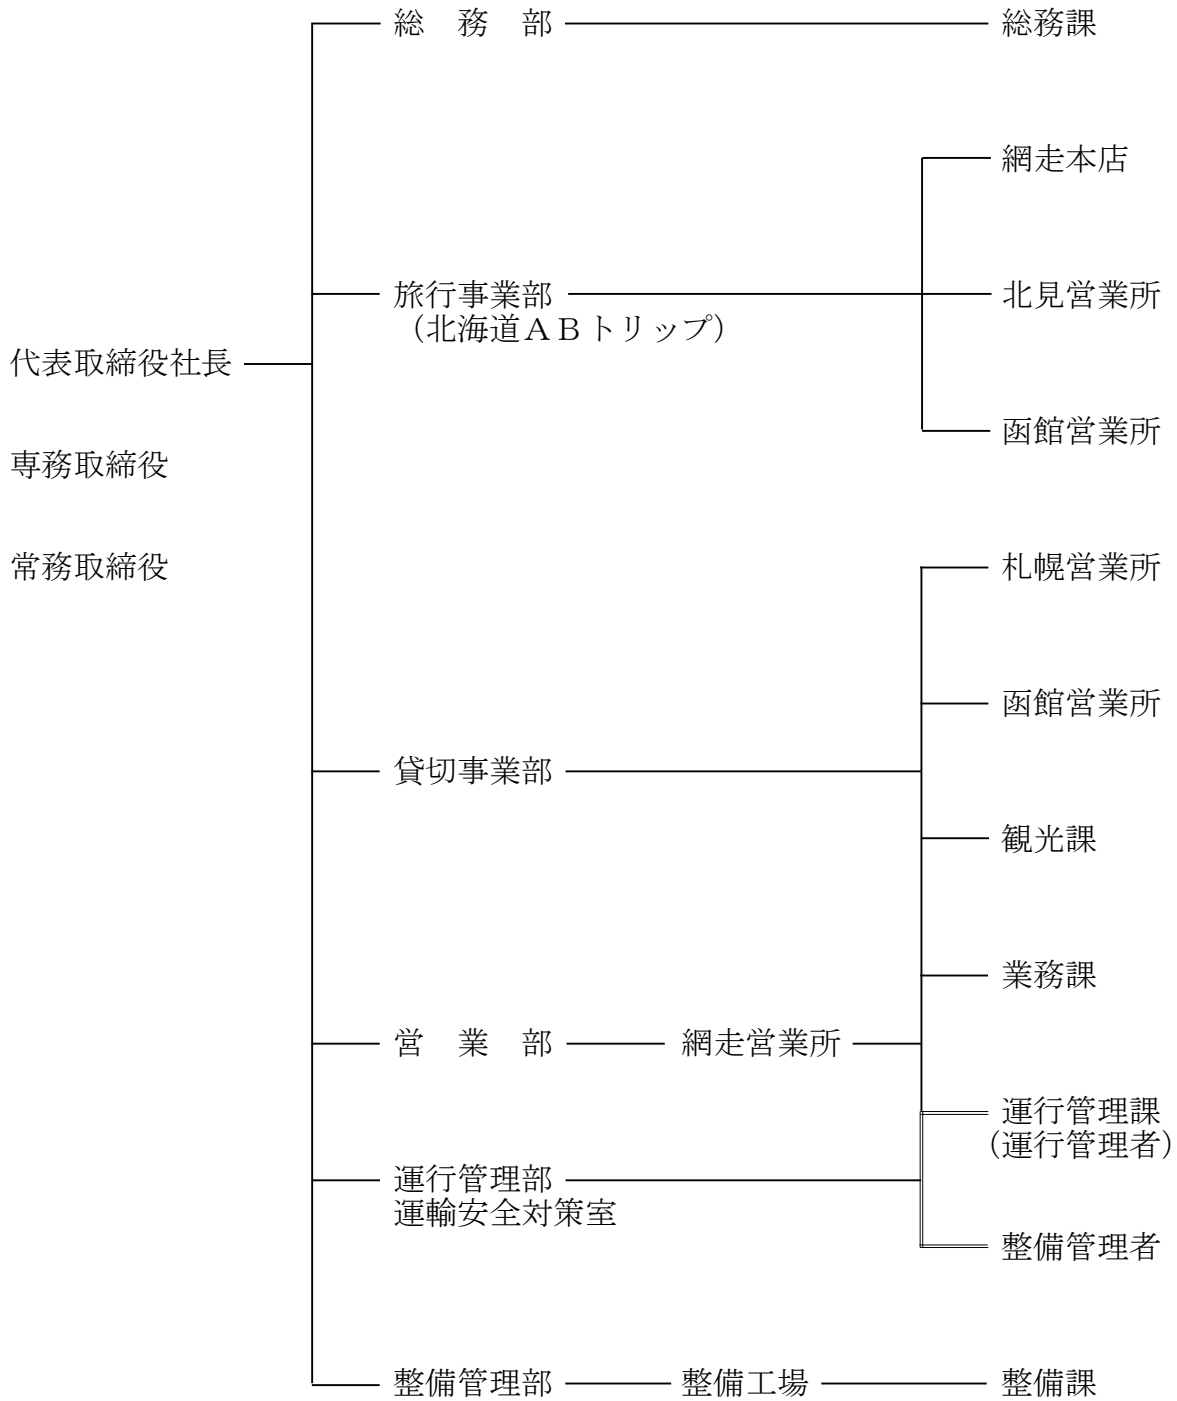 総　務　部
総務課
網走本店
旅行事業部
（北海道ＡＢトリップ）
北見営業所
代表取締役社長
函館営業所
専務取締役
常務取締役
札幌営業所
函館営業所
貸切事業部
観光課
業務課
営　業　部
網走営業所
運行管理課
（運行管理者）
運行管理部
運輸安全対策室
整備管理者
整備管理部
整備工場
整備課